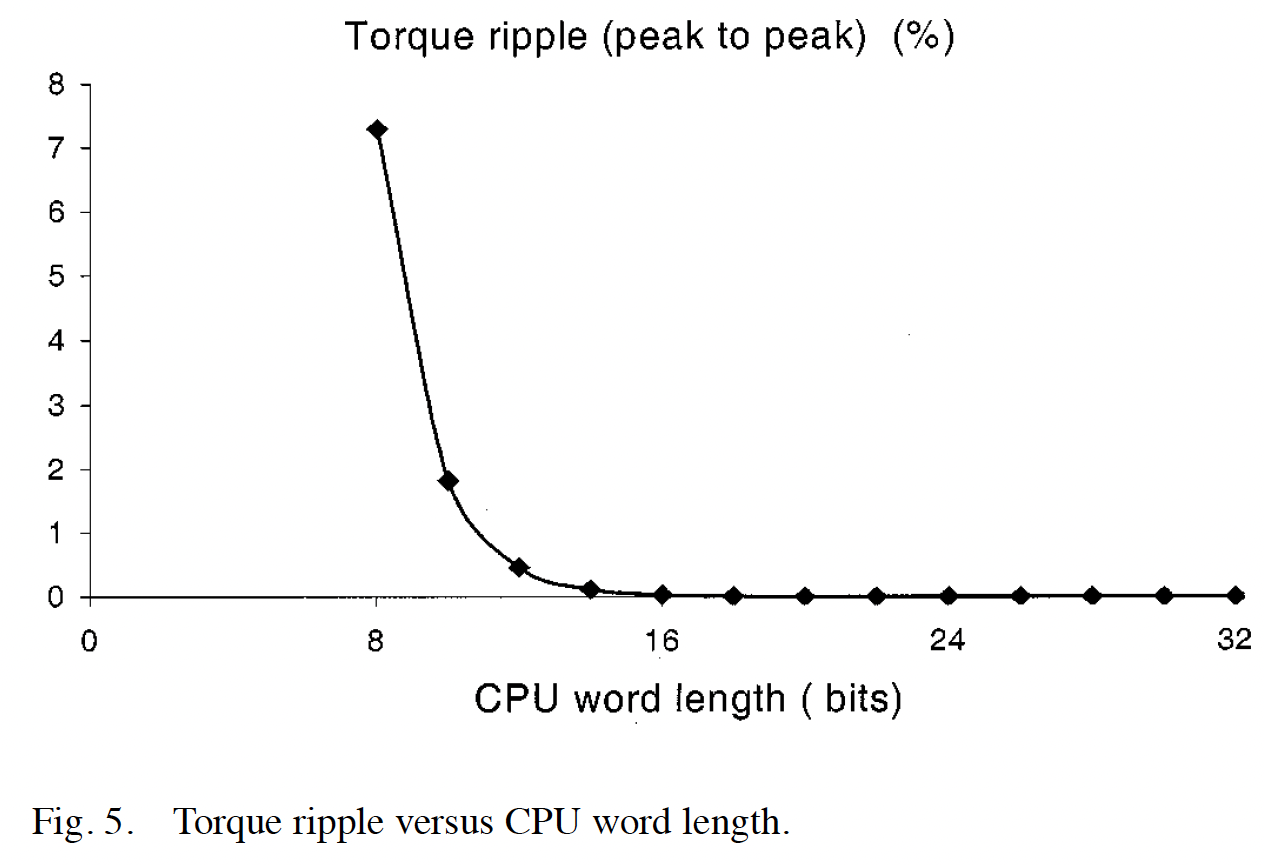 Torque ripple (peak to peak) (%)
8
7
6
5
4
3
2
1
0
0 8 16 24 32
CPU word length ( bits)
Fig. 5. Torque ripple versus CPU word length.